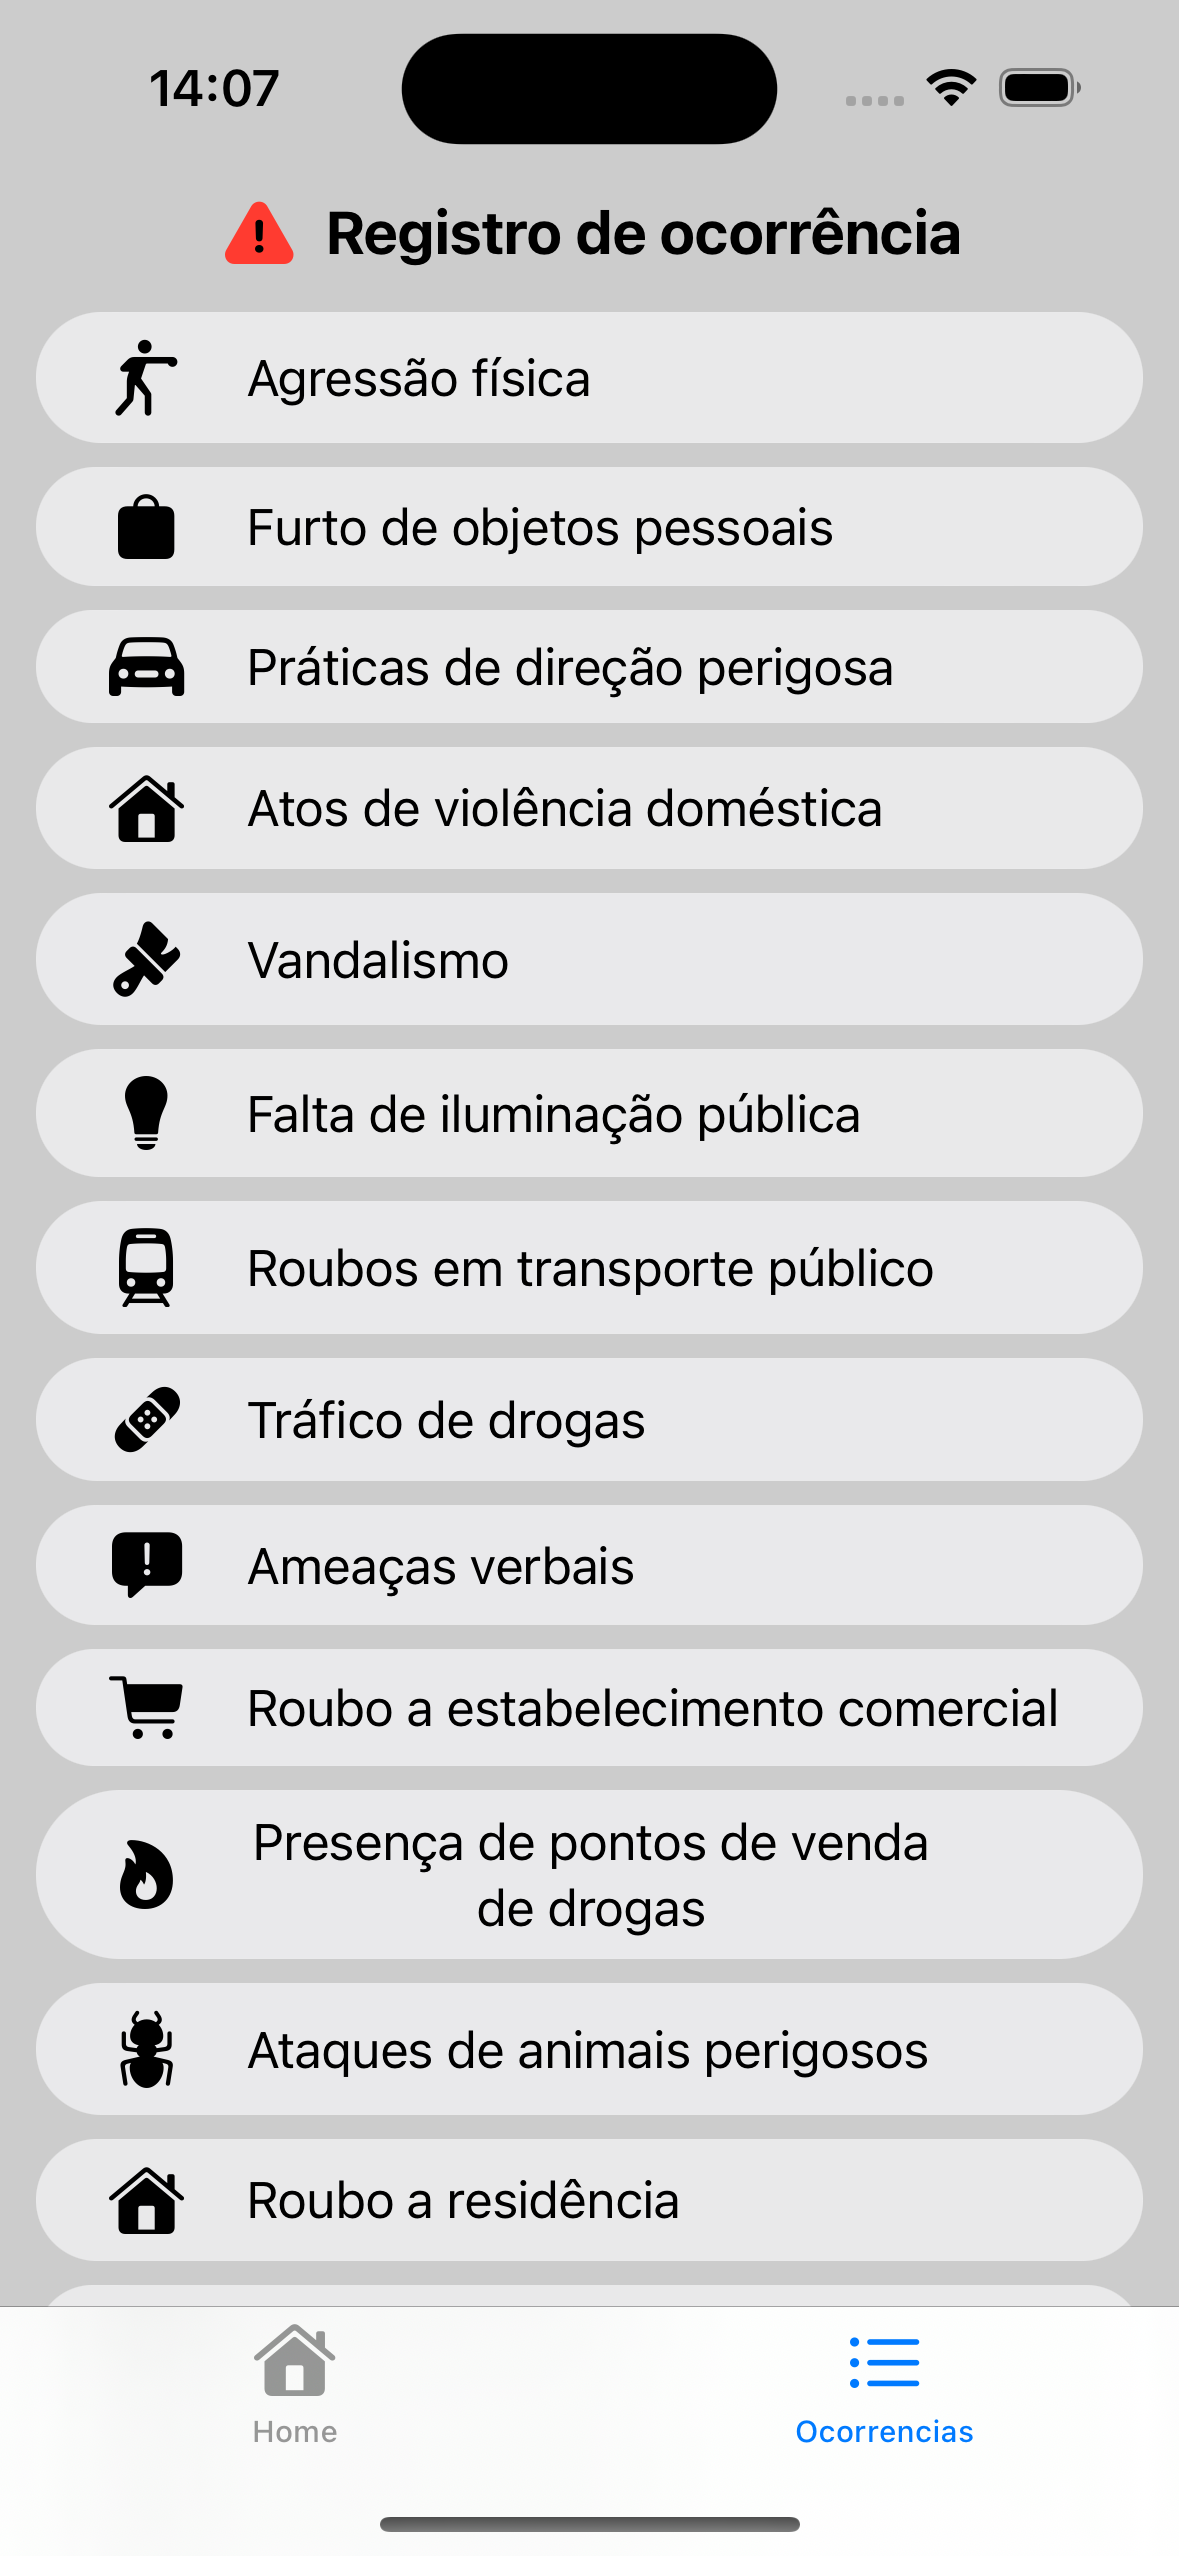 14:07
Registro de ocorrência
Agressão física
Furto de objetos pessoais
Práticas de direção perigosa
Atos de violência doméstica
Vandalismo
Falta de iluminação pública
Roubos em transporte público
Tráfico de drogas
Ameaças verbais
Roubo a estabelecimento comercial
Presença de pontos de venda
de drogas
Ataques de animais perigosos
Roubo a residência
Home
Ocorrencias